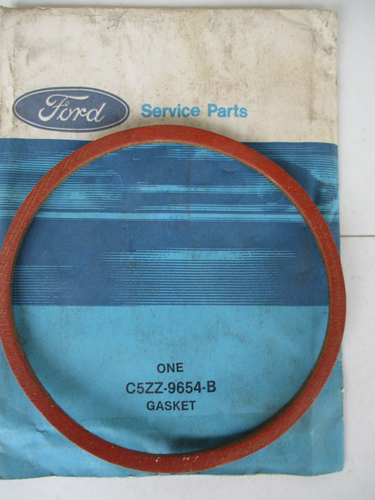 Ford
Service Parts
ONE
C5ZZ-9654-B
GASKET